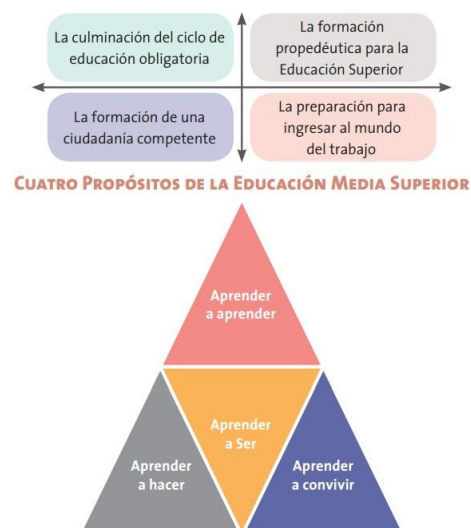 La culminación del ciclo de
educación obligatoria
La formación
propedéutica para la
Educación Superior
La formación de una
ciudadanía competente
La preparación para
ingresar al mundo
del trabajo
Cuatro Propósitos de la Educación Media Superior
Aprender
a aprender
Aprender
a Ser
Aprender
a hacer
Aprender
a convivir